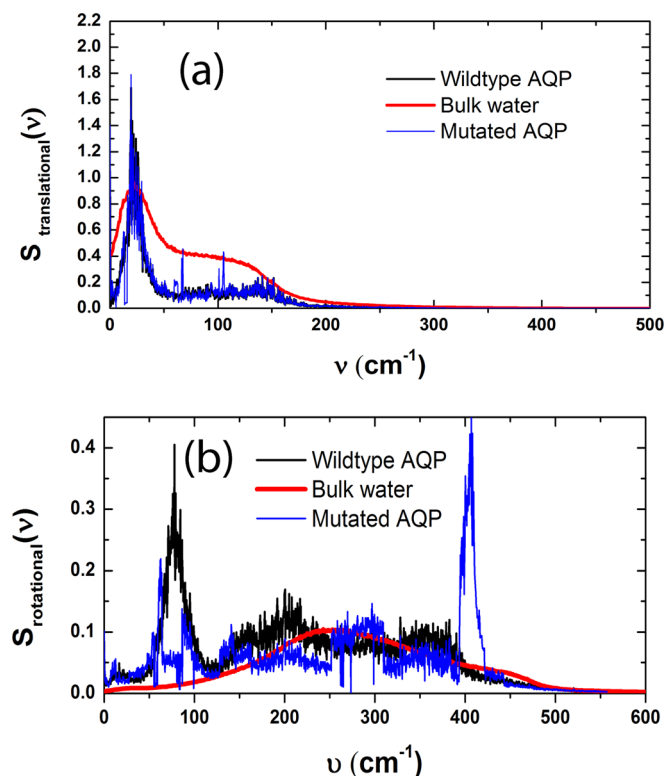 2.2
2.0
1.8
1.6
1.4
1.2
1.0
0.8
0.6
0.4
0.2
0.0
S translational(ν)
(a)
Wildtype AQP
Bulk water
Mutated AQP
0 100 200 300 400 500
ν (cm-1)
0.4
0.3
0.2
0.1
0.0
S rotational(ν)
(b)
Wildtype AQP
Bulk water
Mutated AQP
0 100 200 300 400 500 600
υ (cm-1)